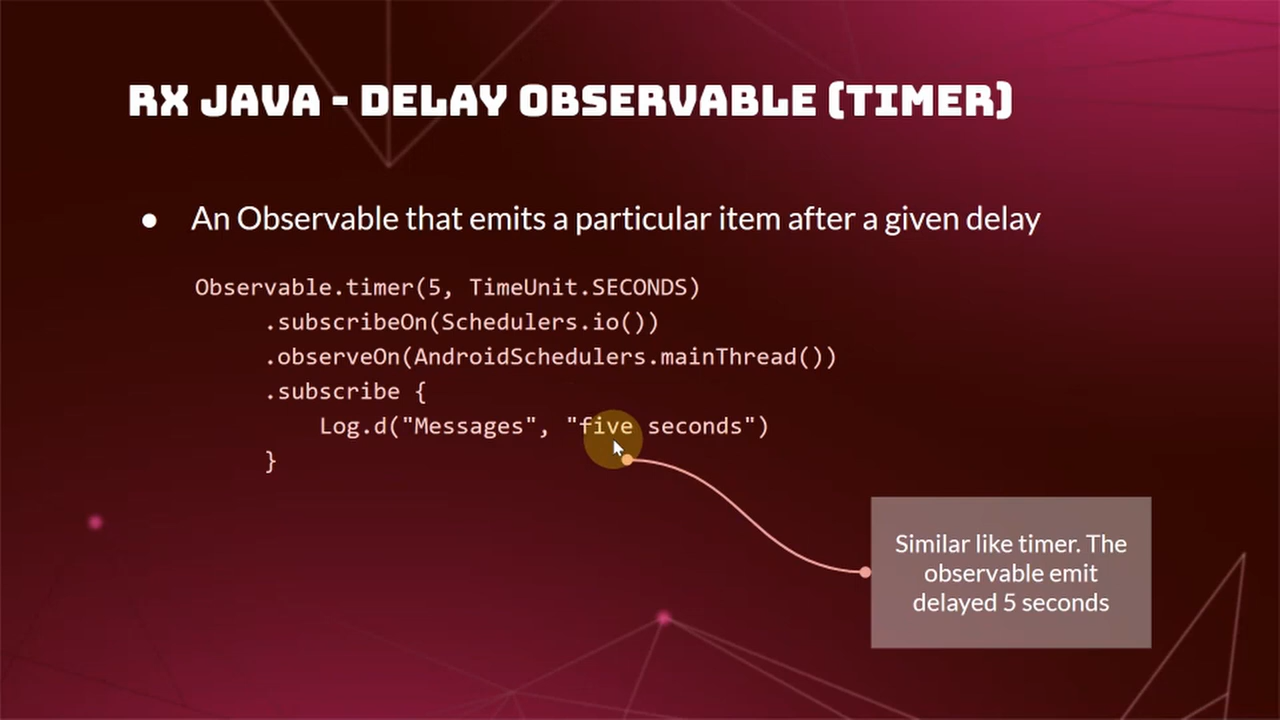 RX JAVA - DELAY OBSERVABLE (TIMER)
● An Observable that emits a particular item after a given delay
Observable.timer(5, TimeUnit.SECONDS)
.subscribeOn(Schedulers.io())
.observeOn(AndroidSchedulers.mainThread())
.subscribe {
Log.d("Messages", "five seconds")
}
Similar like timer. The
observable emit
delayed 5 seconds